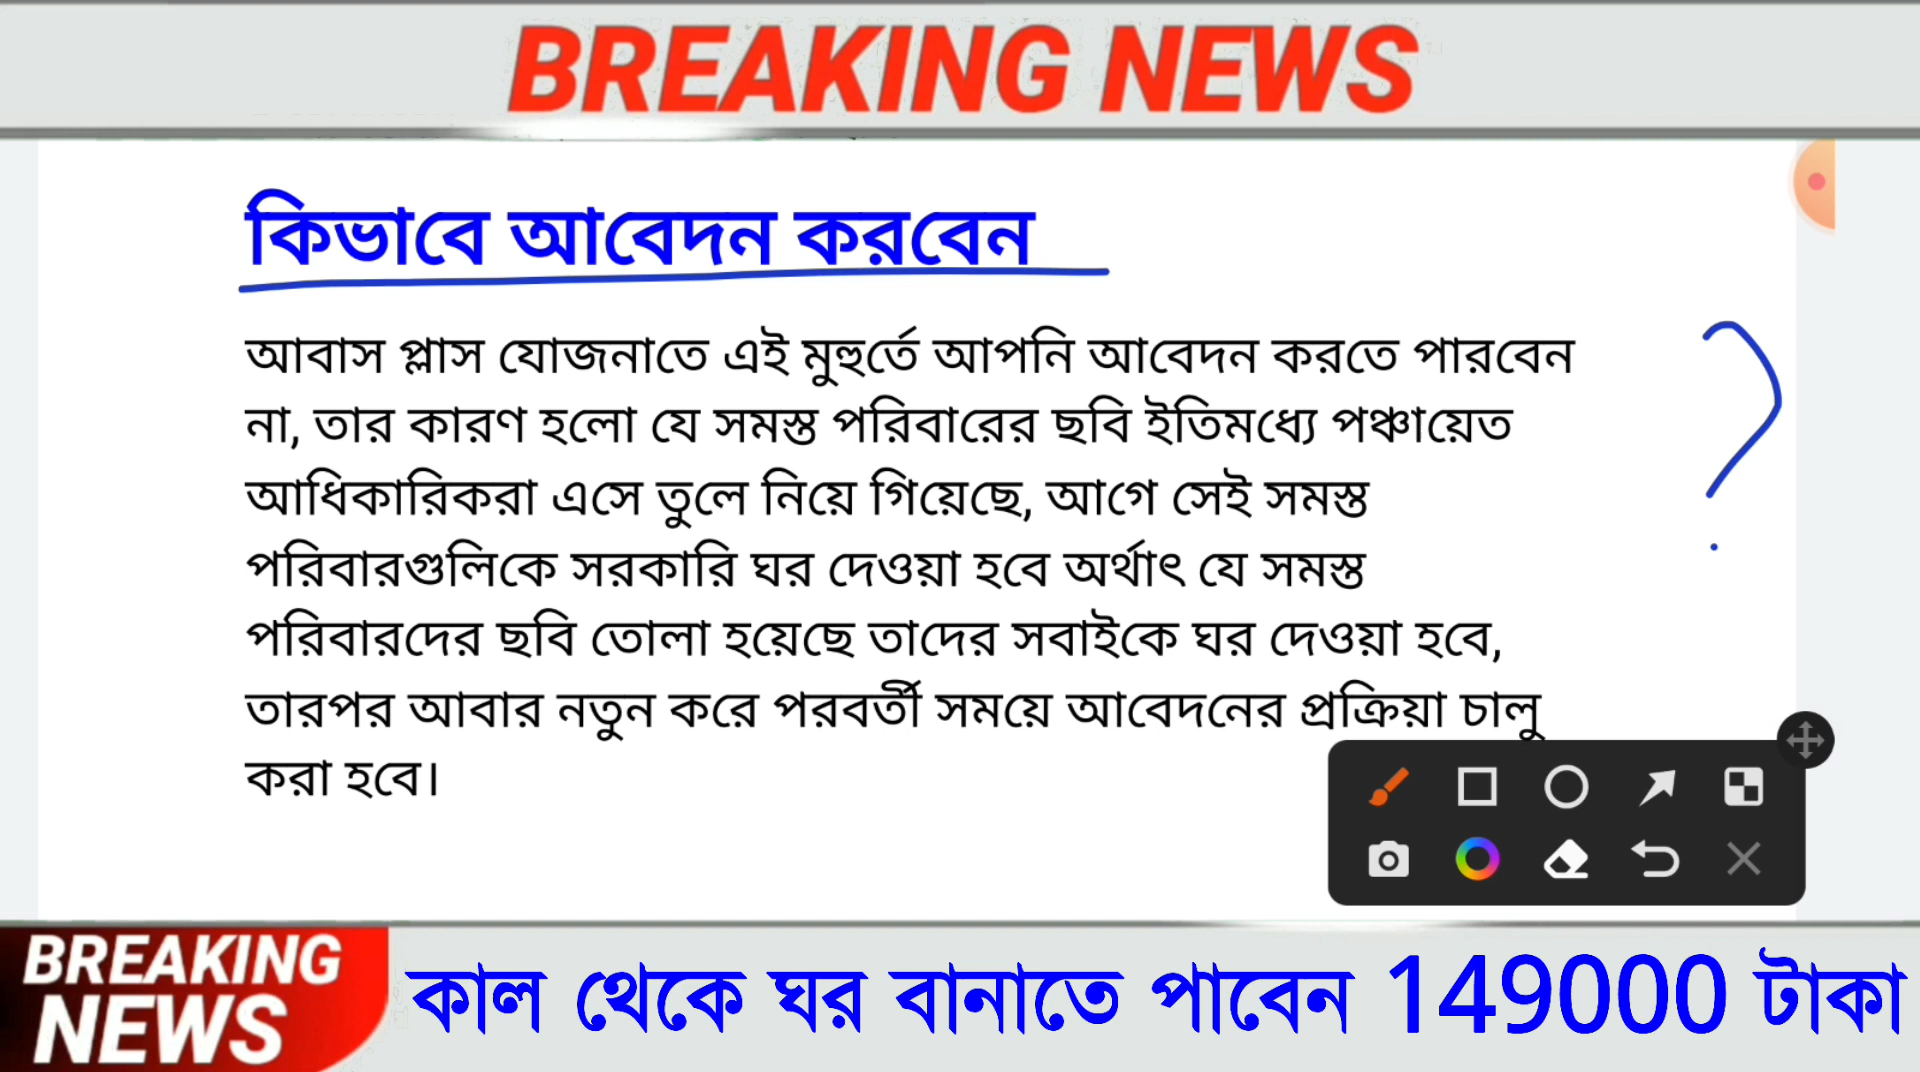 BREAKING NEWS
কিভাবে আবেদন করবেন
আবাস প্লাস যোজনাতে এই মুহুর্তে আপনি আবেদন করতে পারবেন
না, তার কারণ হলো যে সমস্ত পরিবারের ছবি ইতিমধ্যে পঞ্চায়েত
আধিকারিকরা এসে তুলে নিয়ে গিয়েছে, আগে সেই সমস্ত
পরিবারগুলিকে সরকারি ঘর দেওয়া হবে অর্থাৎ যে সমস্ত
পরিবারদের ছবি তোলা হয়েছে তাদের সবাইকে ঘর দেওয়া হবে,
তারপর আবার নতুন করে পরবর্তী সময়ে আবেদনের প্রক্রিয়া চালু
করা হবে।
BREAKING
NEWS
কাল থেকে ঘর বানাতে পাবেন 149000 টাকা